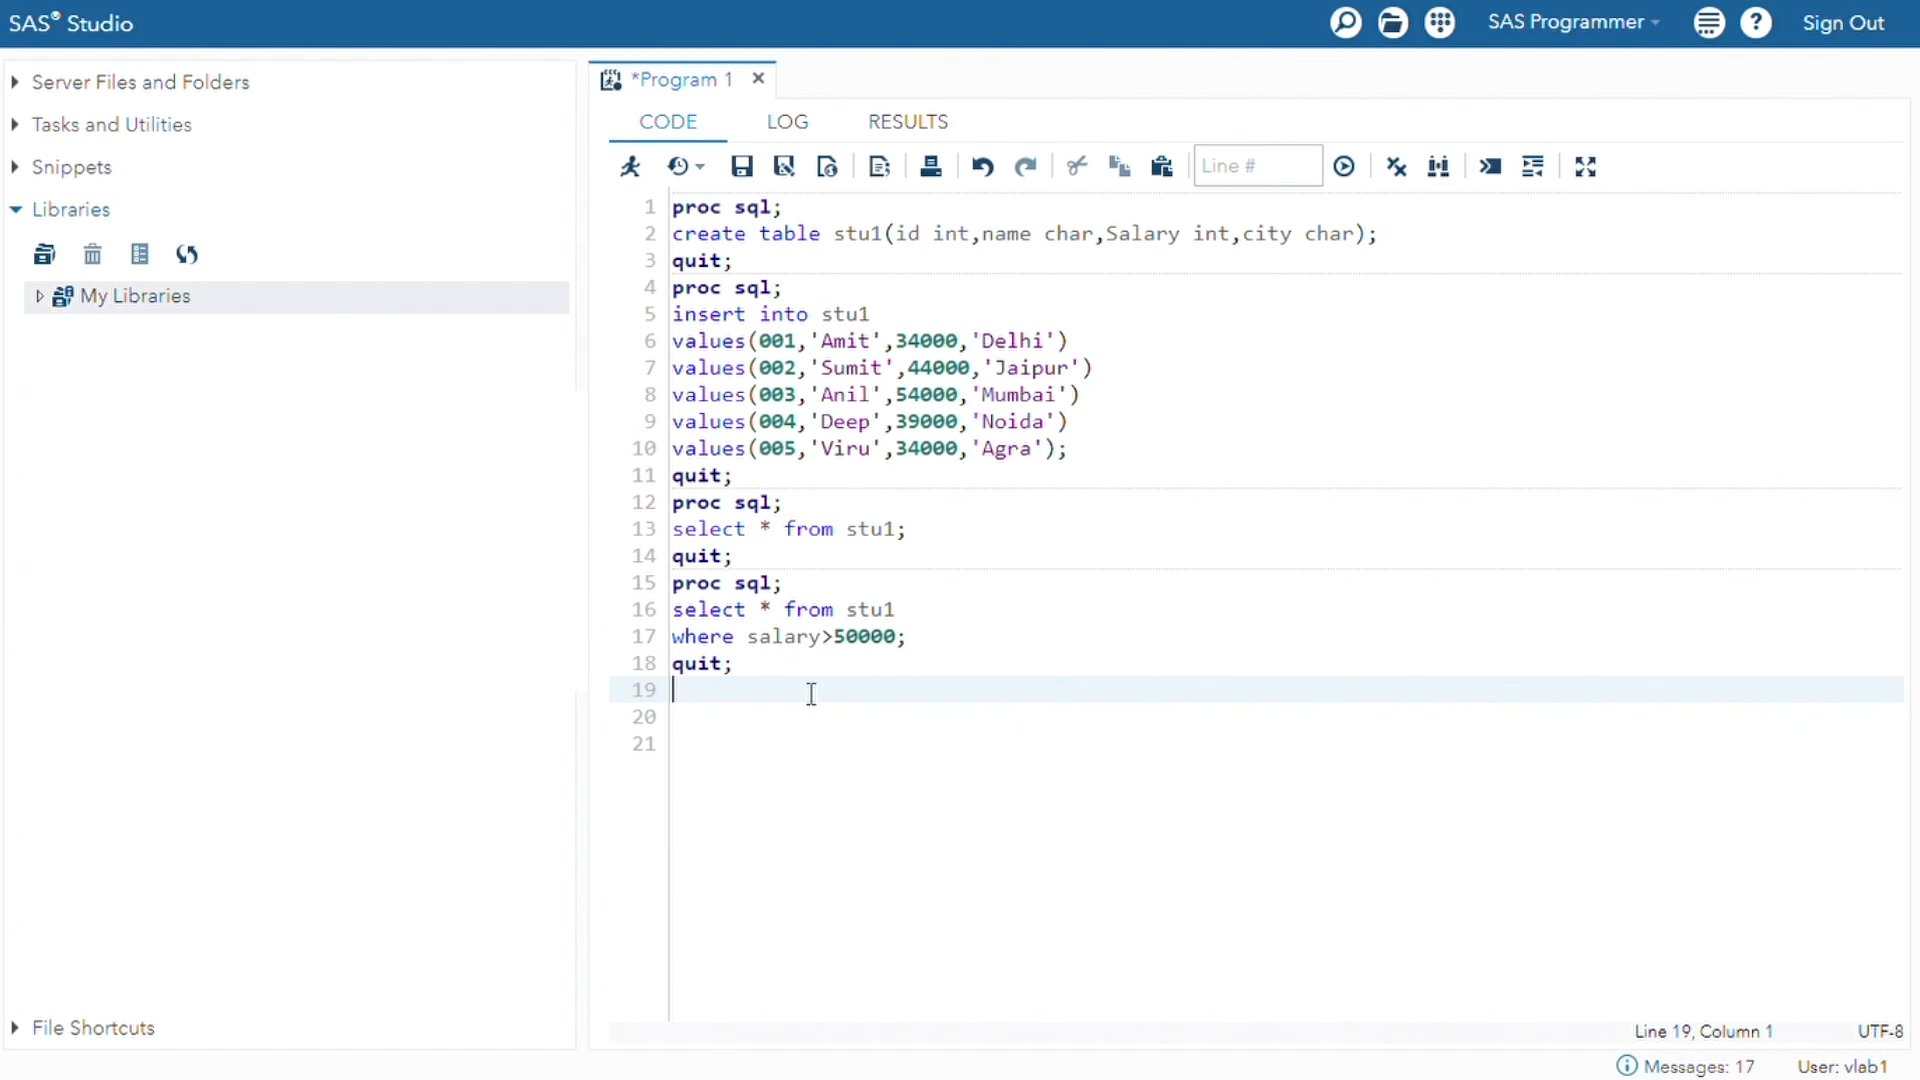 SAS® Studio
SAS Programmer
Sign Out
Server Files and Folders
Tasks and Utilities
Snippets
Libraries
My Libraries
File Shortcuts
*Program 1
CODE LOG RESULTS
Line #
1 proc sql;
2 create table stu1(id int,name char,Salary int,city char);
3 quit;
4 proc sql;
5 insert into stu1
6 values(001,'Amit',34000,'Delhi')
7 values(002,'Sumit',44000,'Jaipur')
8 values(003,'Anil',54000,'Mumbai')
9 values(004,'Deep',39000,'Noida')
10 values(005,'Viru',34000,'Agra');
11 quit;
12 proc sql;
13 select * from stu1;
14 quit;
15 proc sql;
16 select * from stu1
17 where salary>50000;
18 quit;
19
20
21
Line 19, Column 1
UTF-8
Messages: 17
User: vlab1